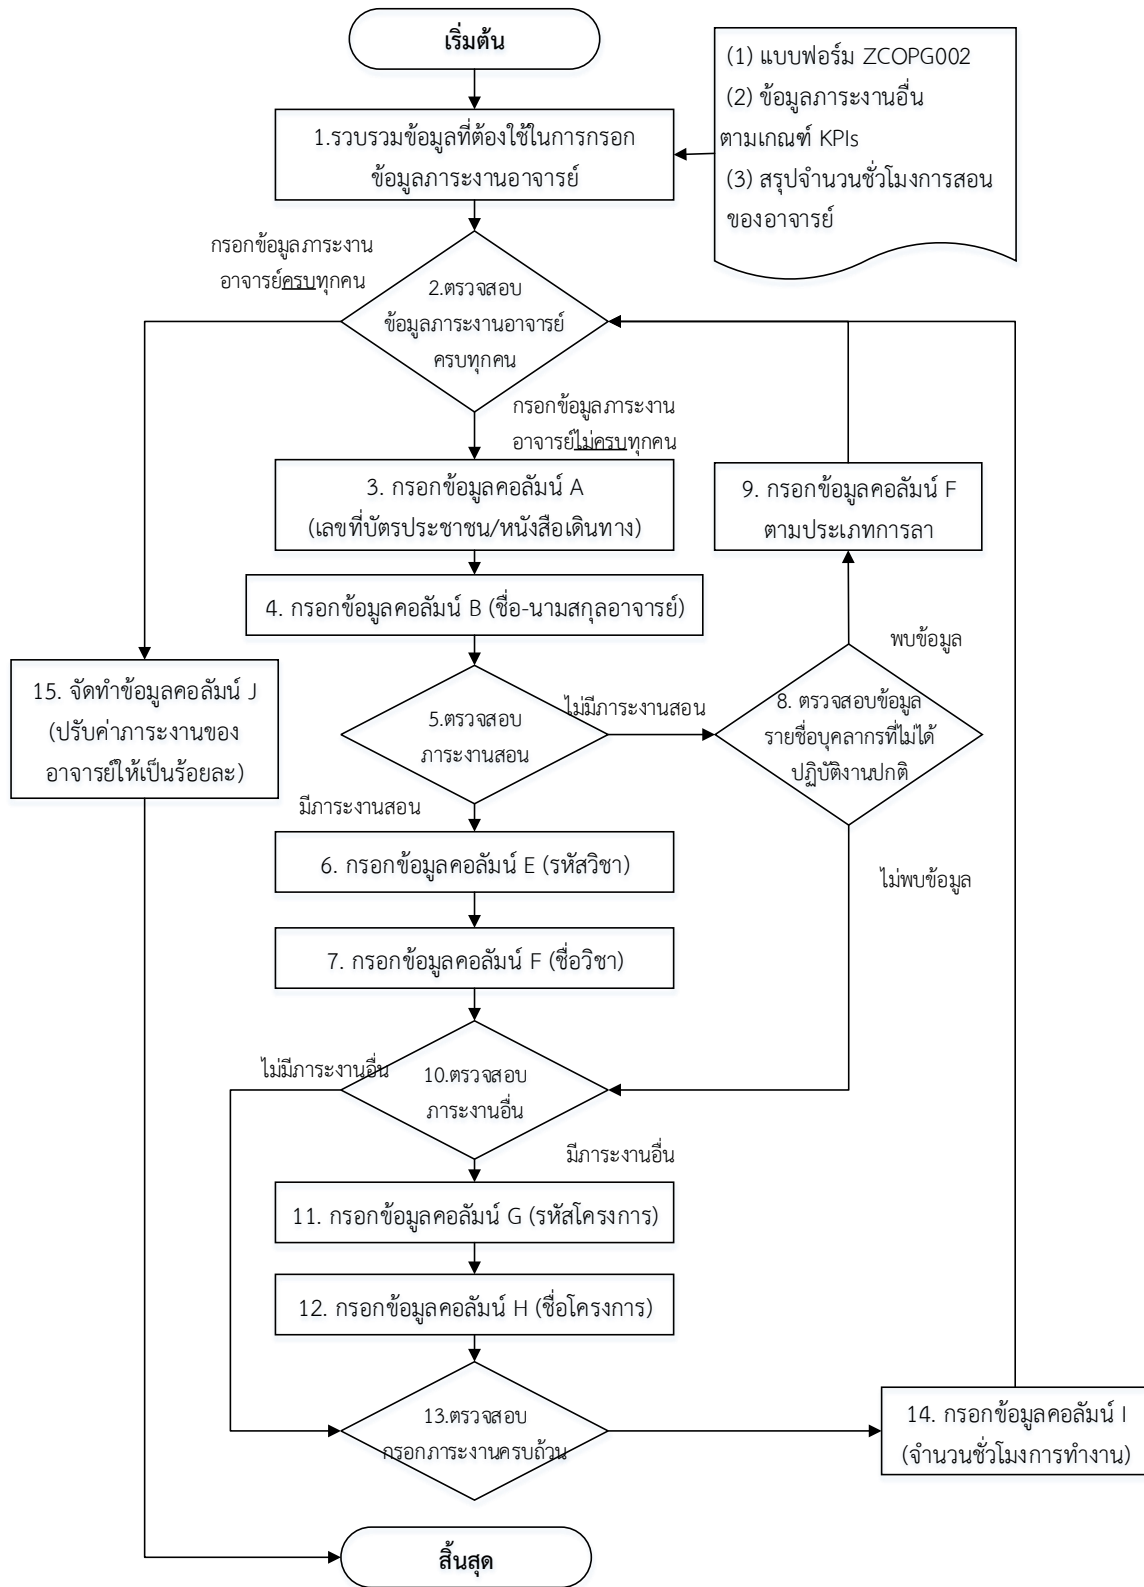 เริ่มต้น
(1) แบบฟอร์ม ZCOPG002
(2) ข้อมูลภาระงานอื่น
ตามเกณฑ์ KPIs
(3) สรุปจำนวนชั่วโมงการสอน
ของอาจารย์
1.รวบรวมข้อมูลที่ต้องใช้ในการกรอก
ข้อมูลภาระงานอาจารย์
กรอกข้อมูลภาระงาน
อาจารย์ครบทุกคน
2.ตรวจสอบ
ข้อมูลภาระงานอาจารย์
ครบทุกคน
กรอกข้อมูลภาระงาน
อาจารย์ไม่ครบทุกคน
3. กรอกข้อมูลคอลัมน์ A
(เลขที่บัตรประชาชน/หนังสือเดินทาง)
9. กรอกข้อมูลคอลัมน์ F
ตามประเภทการลา
4. กรอกข้อมูลคอลัมน์ B (ชื่อ-นามสกุลอาจารย์)
พบข้อมูล
15. จัดทำข้อมูลคอลัมน์ J
(ปรับค่าภาระงานของ
อาจารย์ให้เป็นร้อยละ)
5.ตรวจสอบ
ภาระงานสอน
ไม่มีภาระงานสอน
8. ตรวจสอบข้อมูล
รายชื่อบุคลากรที่ไม่ได้
ปฏิบัติงานปกติ
มีภาระงานสอน
6. กรอกข้อมูลคอลัมน์ E (รหัสวิชา)
ไม่พบข้อมูล
7. กรอกข้อมูลคอลัมน์ F (ชื่อวิชา)
ไม่มีภาระงานอื่น
10.ตรวจสอบ
ภาระงานอื่น
มีภาระงานอื่น
11. กรอกข้อมูลคอลัมน์ G (รหัสโครงการ)
12. กรอกข้อมูลคอลัมน์ H (ชื่อโครงการ)
13.ตรวจสอบ
กรอกภาระงานครบถ้วน
14. กรอกข้อมูลคอลัมน์ I
(จำนวนชั่วโมงการทำงาน)
สิ้นสุด